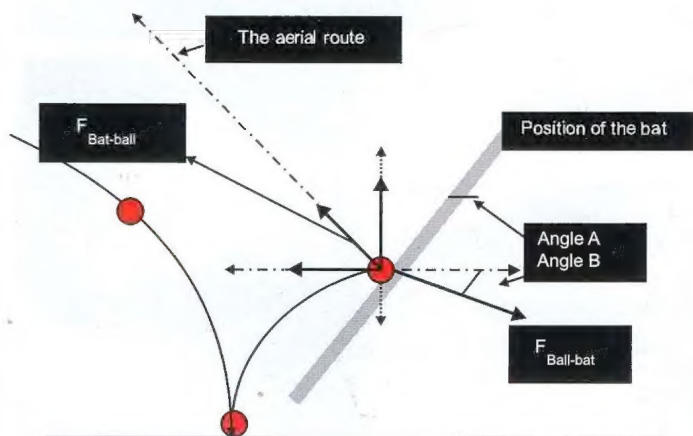 The aerial route
F
Bat-ball
Position of the bat
Angle A
Angle B
F
Ball-bat